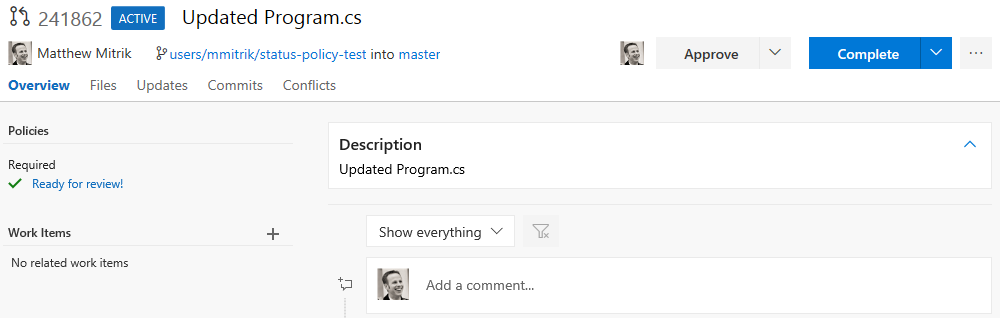 241862 ACTIVE Updated Program.cs
Matthew Mitrik users/mmitrik/status-policy-test into master Approve Complete ...
Overview Files Updates Commits Conflicts
Policies
Required
Ready for review!
Work Items
No related work items
Description
Updated Program.cs
Show everything
Add a comment...